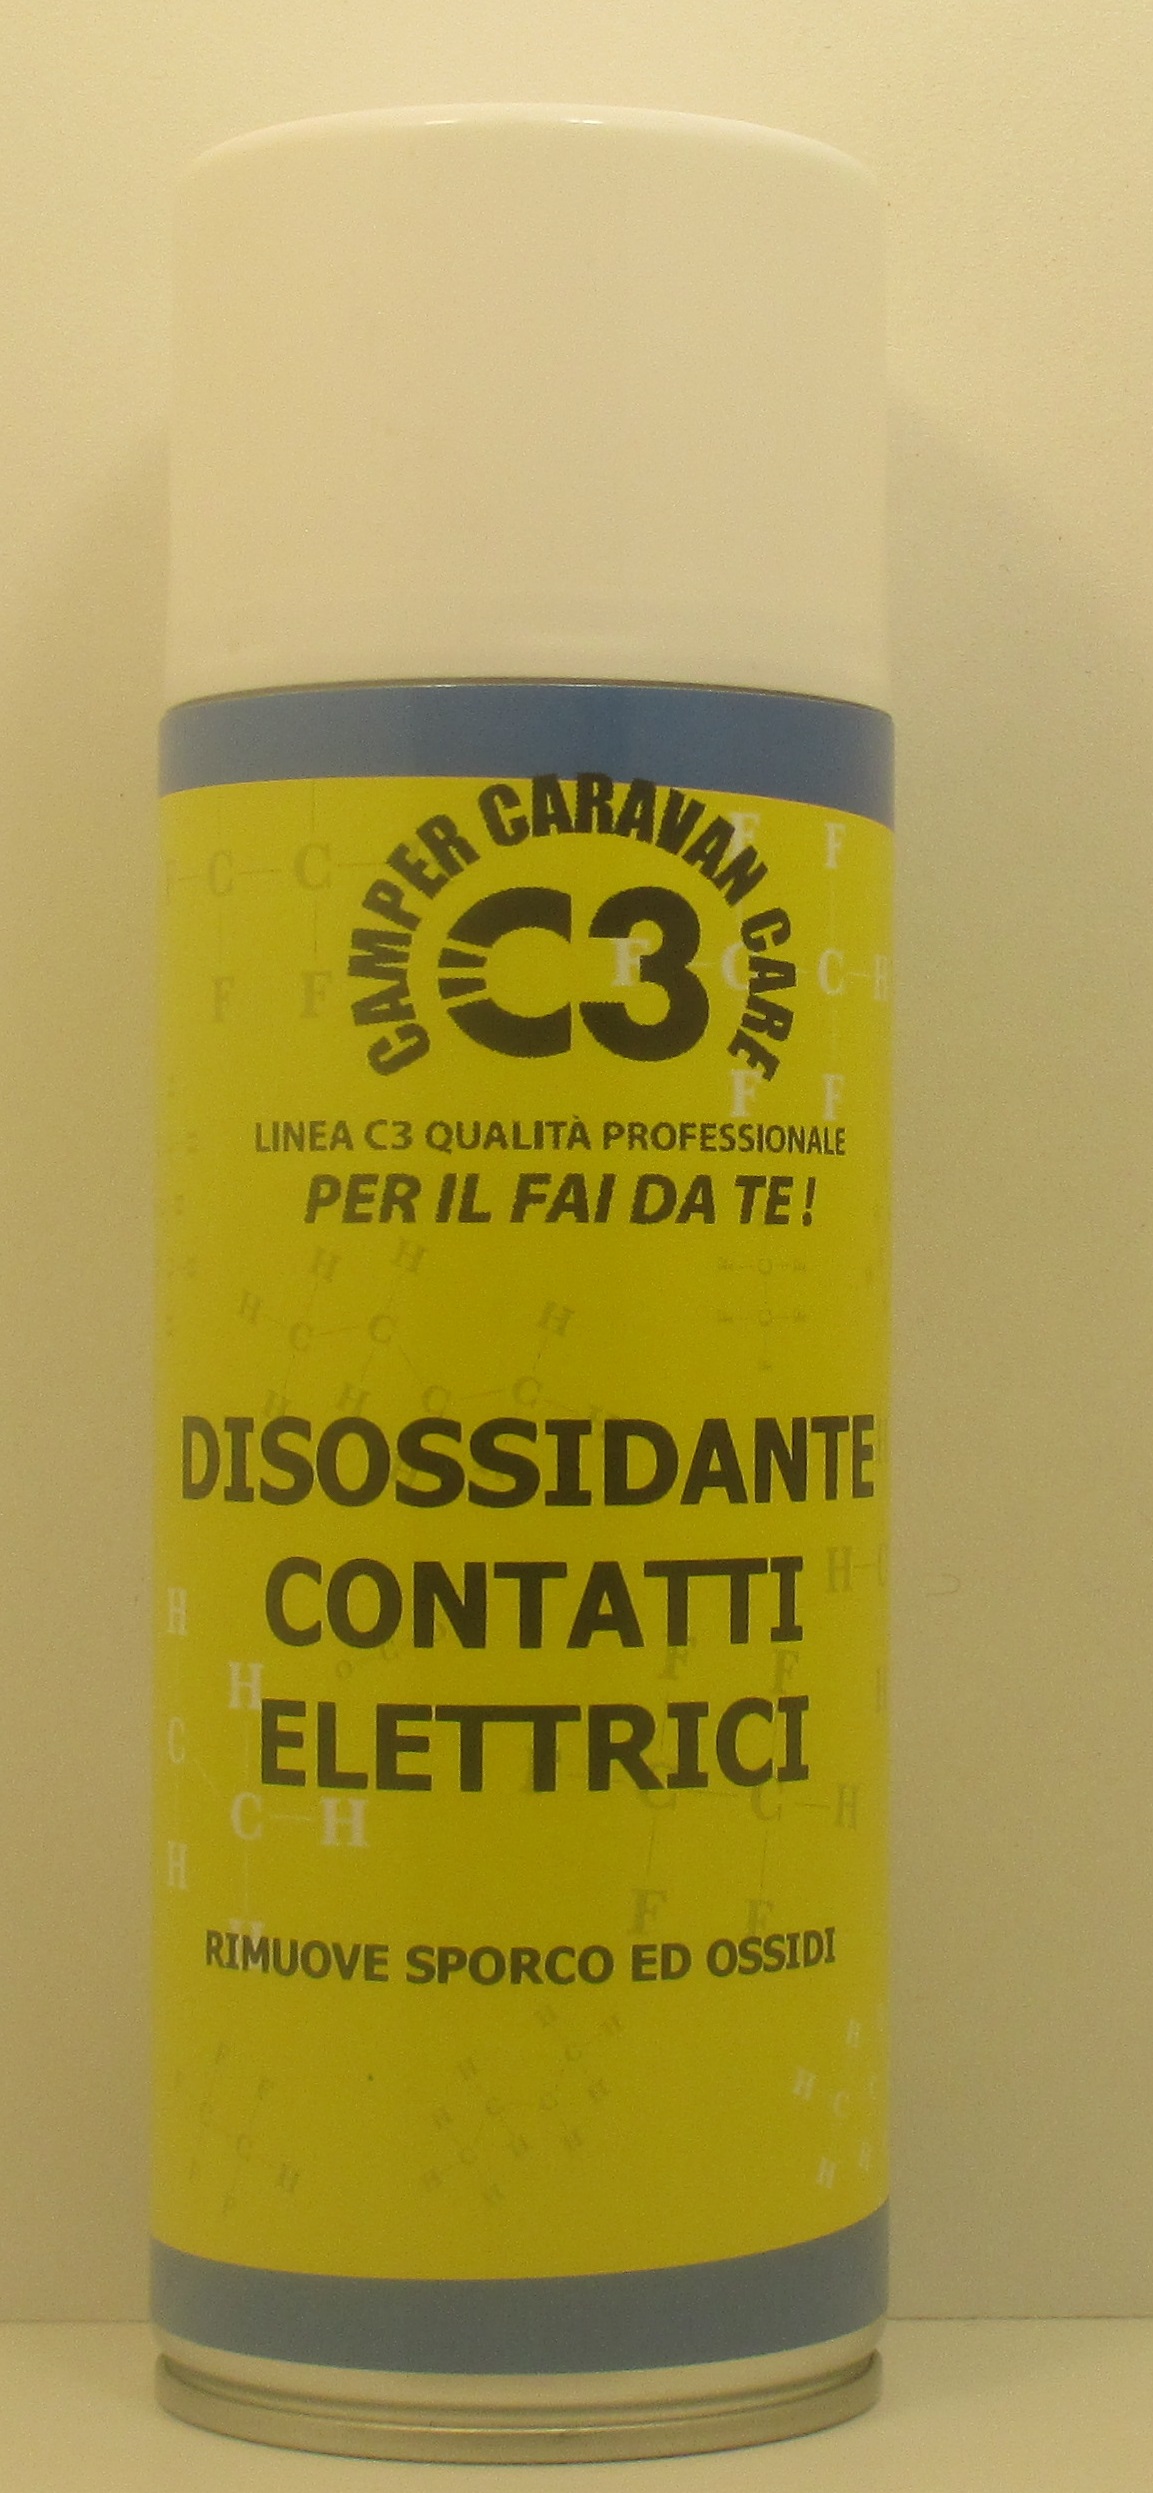 CAMPER CARAVAN CARE
C3
LINEA C3 QUALITÀ PROFESSIONALE
PER IL FAI DA TE!
DISOSSIDANTE
CONTATTI
ELETTRICI
RIMUOVE SPORCO ED OSSIDI